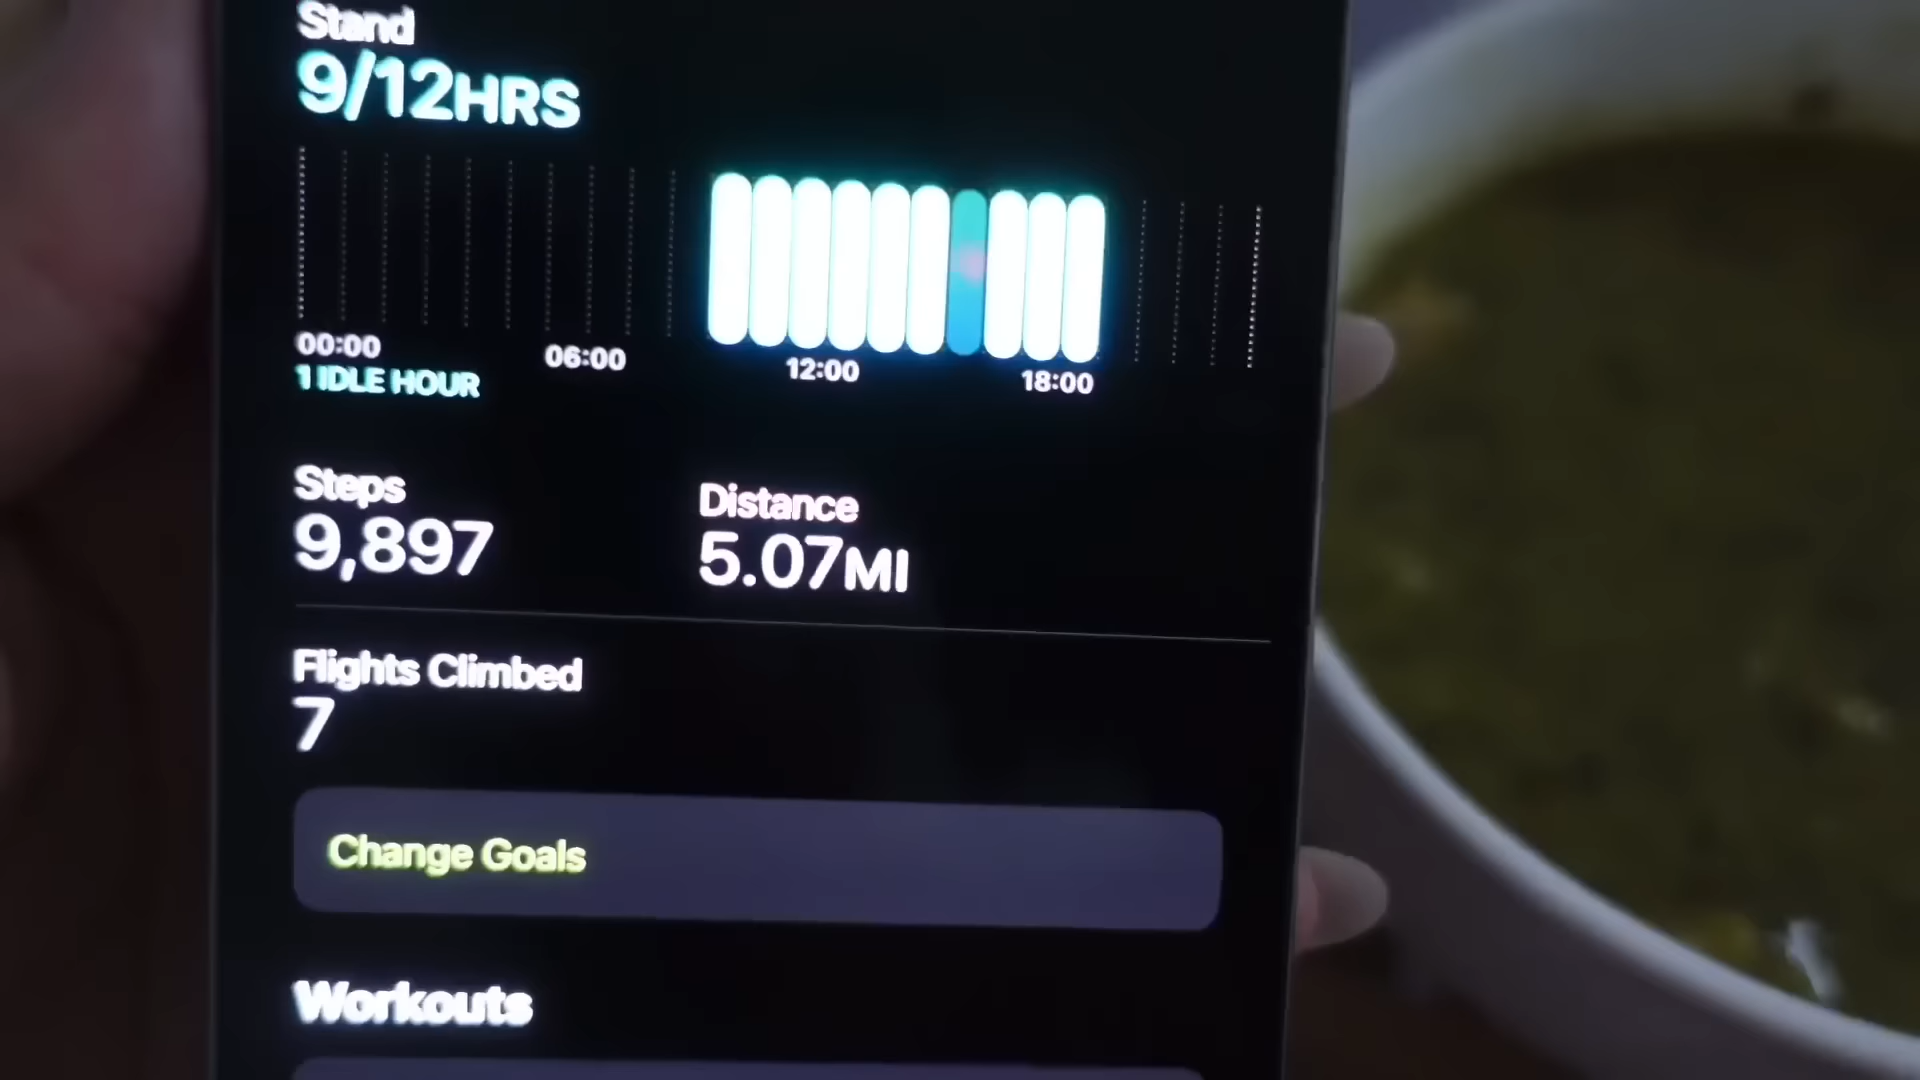 Stand
9/12HRS
00:00 06:00 12:00 18:00
1 IDLE HOUR
Steps Distance
9,897 5.07MI
Flights Climbed
7
Change Goals
Workouts